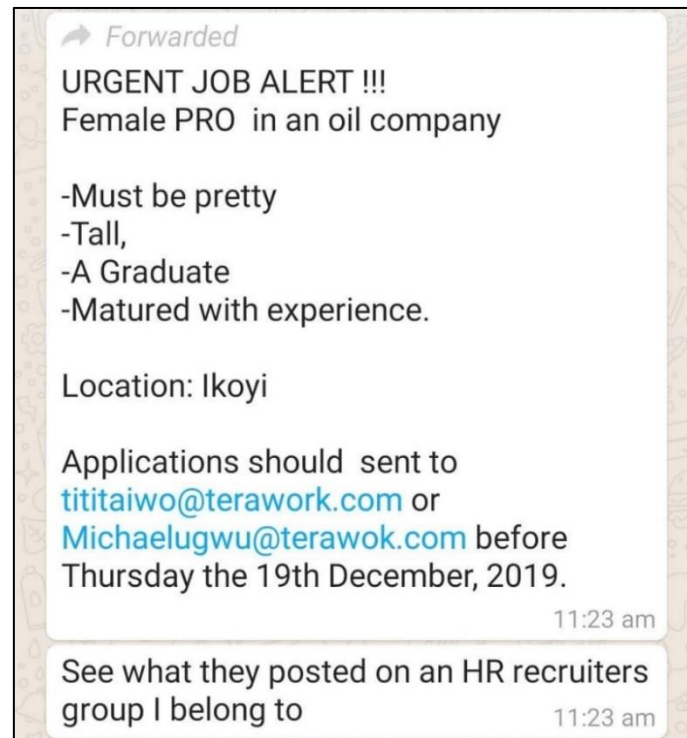 Forwarded
URGENT JOB ALERT !!!
Female PRO  in an oil company
-Must be pretty
-Tall,
-A Graduate
-Matured with experience.
Location: Ikoyi
Applications should  sent to
tititaiwo@terawork.com or
Michaelugwu@terawok.com before
Thursday the 19th December, 2019.
11:23 am
See what they posted on an HR recruiters
group I belong to
11:23 am